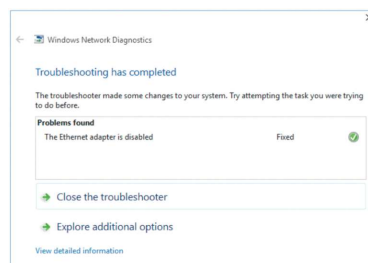 Windows Network Diagnostics
Troubleshooting has completed
The troubleshooter made some changes to your system. Try attempting the task you were trying
to do before.
Problems found
The Ethernet adapter is disabled Fixed
Close the troubleshooter
Explore additional options
View detailed information